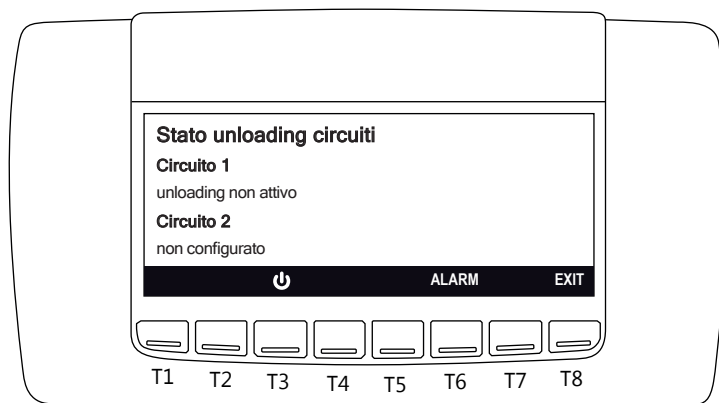 Stato unloading circuiti
Circuito 1
unloading non attivo
Circuito 2
non configurato
ALARM EXIT
T1 T2 T3 T4 T5 T6 T7 T8